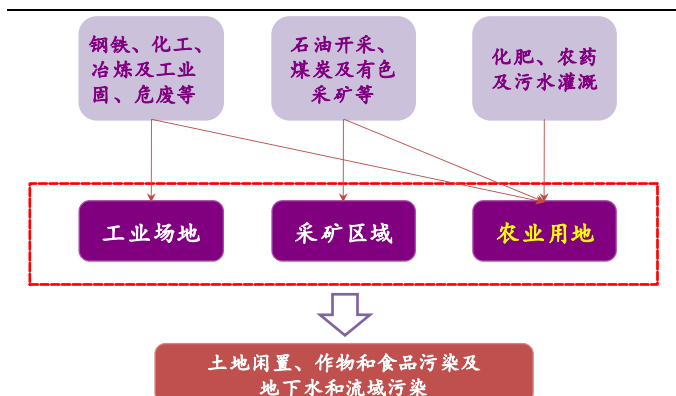 钢铁、化工、
冶炼及工业
固、危废等
石油开采、
煤炭及有色
采矿等
化肥、农药
及污水灌溉
工业场地
采矿区域
农业用地
土地闲置、作物和食品污染及
地下水和流域污染